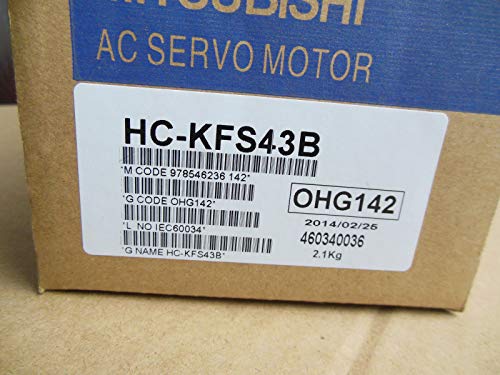 MITSUBISHI
AC SERVO MOTOR
HC-KFS43B
*M CODE 978546236 142*
*G CODE OHG142*
*L NO IEC60034*
*G NAME HC-KFS43B*
OHG142
2014/02/25
460340036
2.1Kg